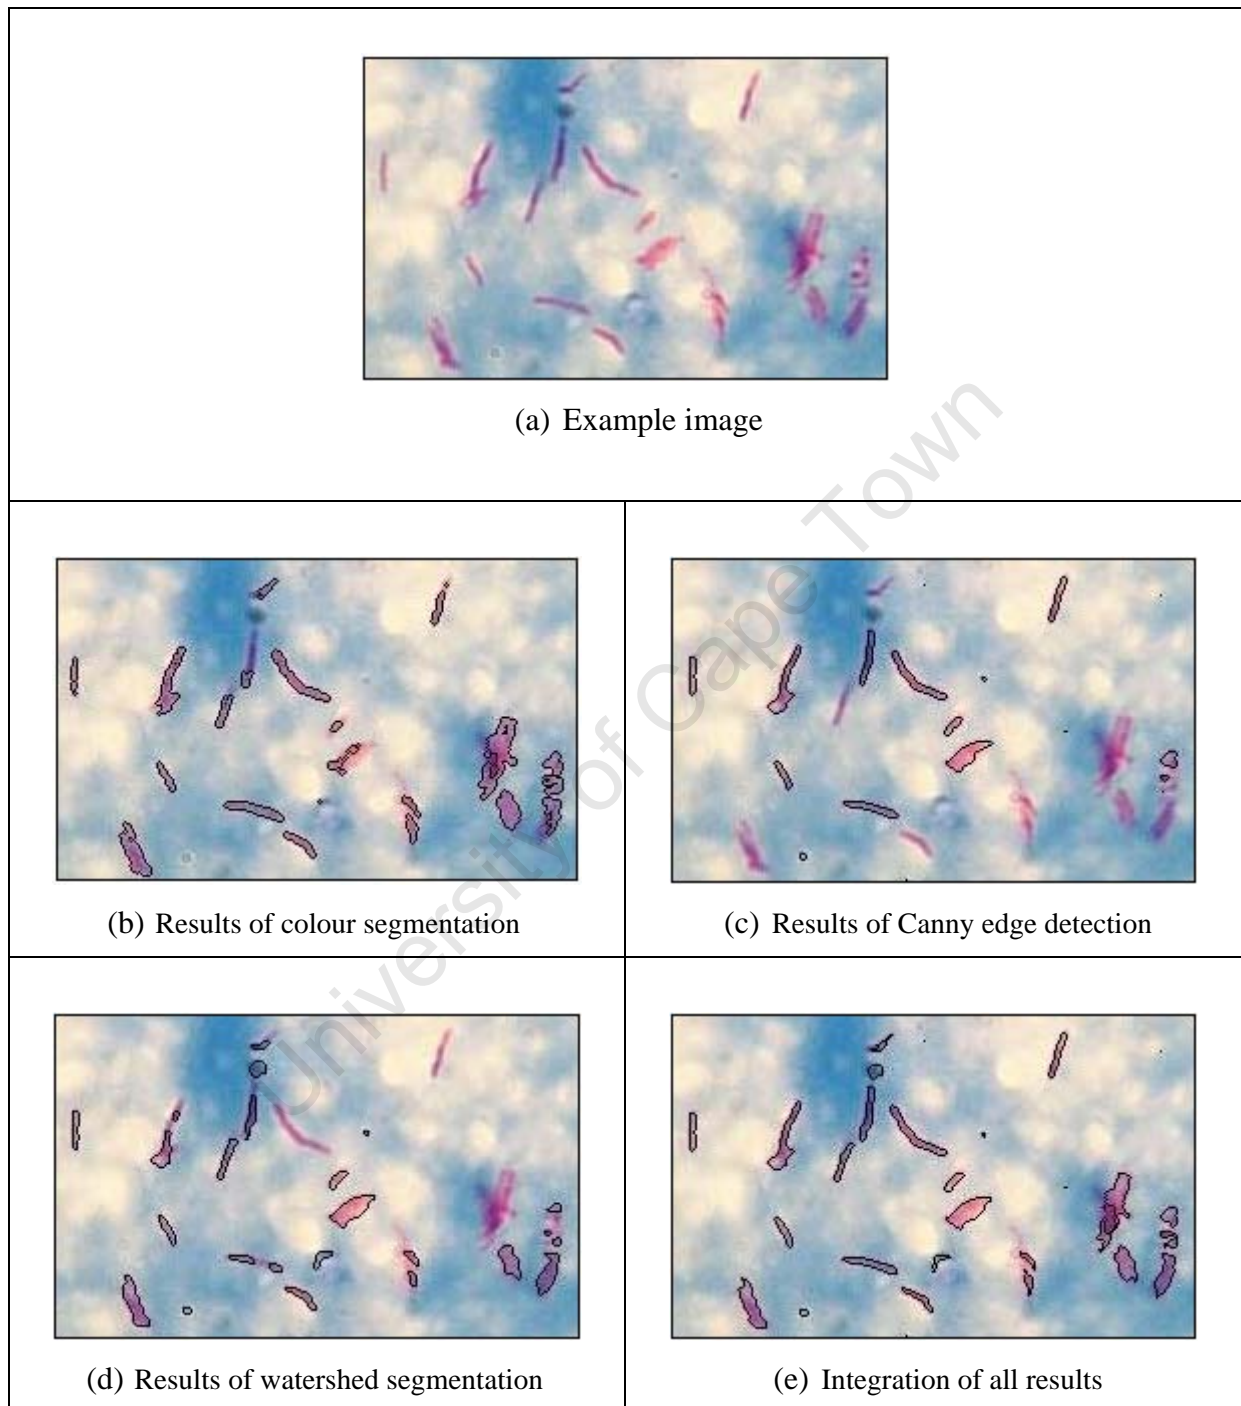 (a) Example image
(b) Results of colour segmentation
(c) Results of Canny edge detection
(d) Results of watershed segmentation
(e) Integration of all results
University of Cape Town